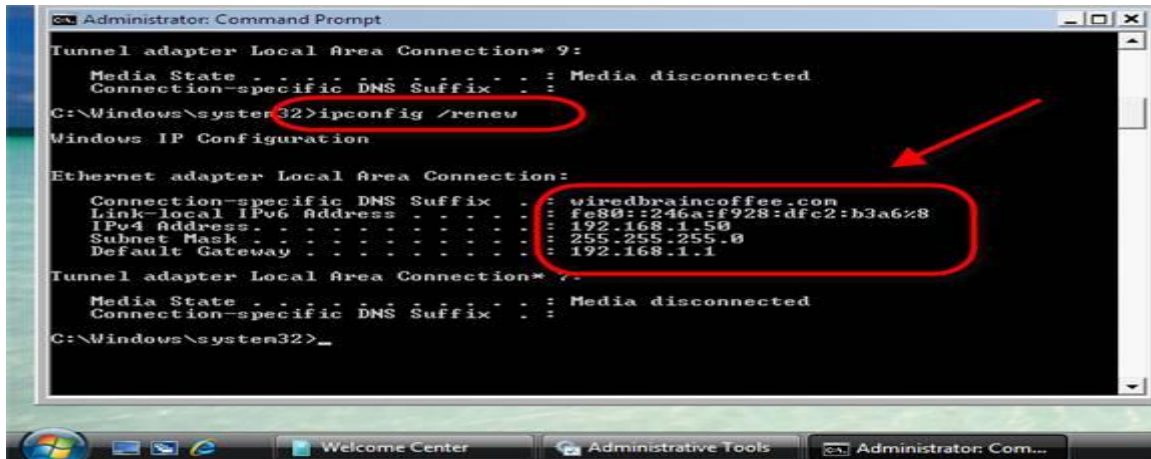 Administrator: Command Prompt
Tunnel adapter Local Area Connection* 9:
Media State . . . . . . . . . . . : Media disconnected
Connection-specific DNS Suffix . :
C:\Windows\system32>ipconfig /renew
Windows IP Configuration
Ethernet adapter Local Area Connection:
Connection-specific DNS Suffix . : wiredbraincoffee.com
Link-local IPv6 Address . . . . . : fe80::246a:f928:dfc2:b3a6%8
IPv4 Address. . . . . . . . . . . : 192.168.1.50
Subnet Mask . . . . . . . . . . . : 255.255.255.0
Default Gateway . . . . . . . . . : 192.168.1.1
Tunnel adapter Local Area Connection* 7:
Media State . . . . . . . . . . . : Media disconnected
Connection-specific DNS Suffix . :
C:\Windows\system32>_
Welcome Center
Administrative Tools
Administrator: Com...